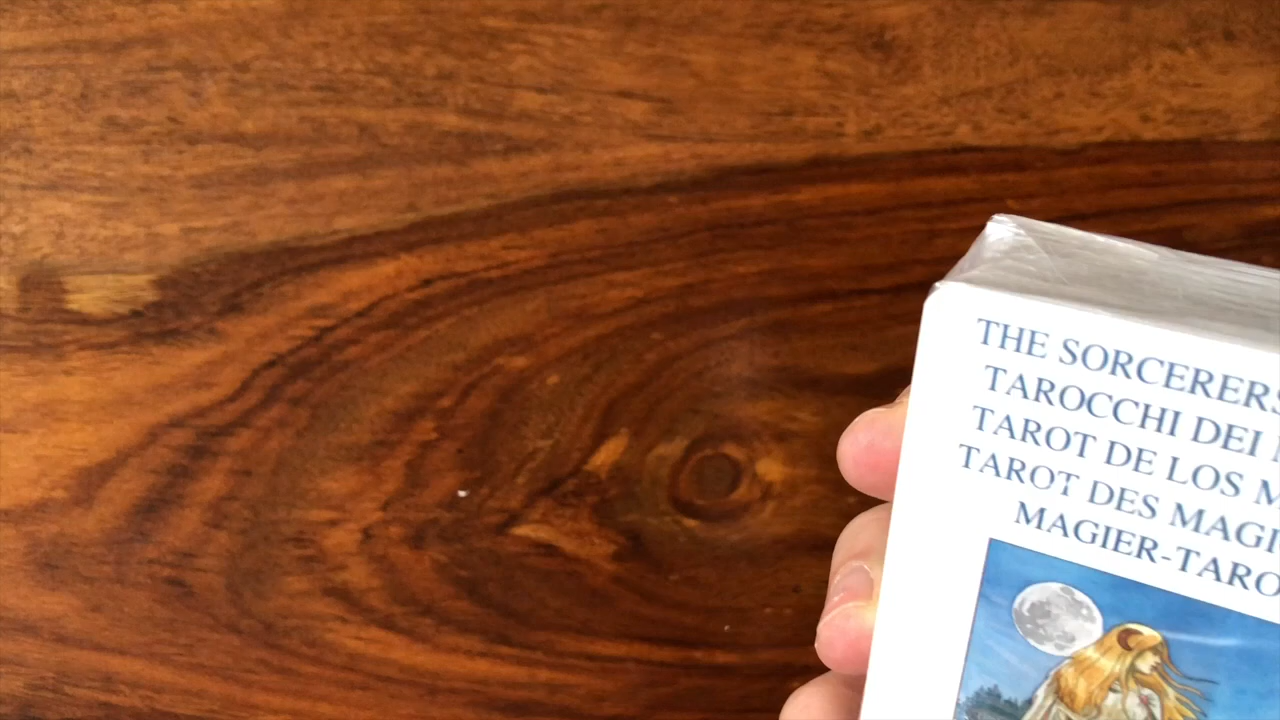 THE SORCERERS
TAROCCHI DEI
TAROT DE LOS M
TAROT DES MAGI
MAGIER-TARO